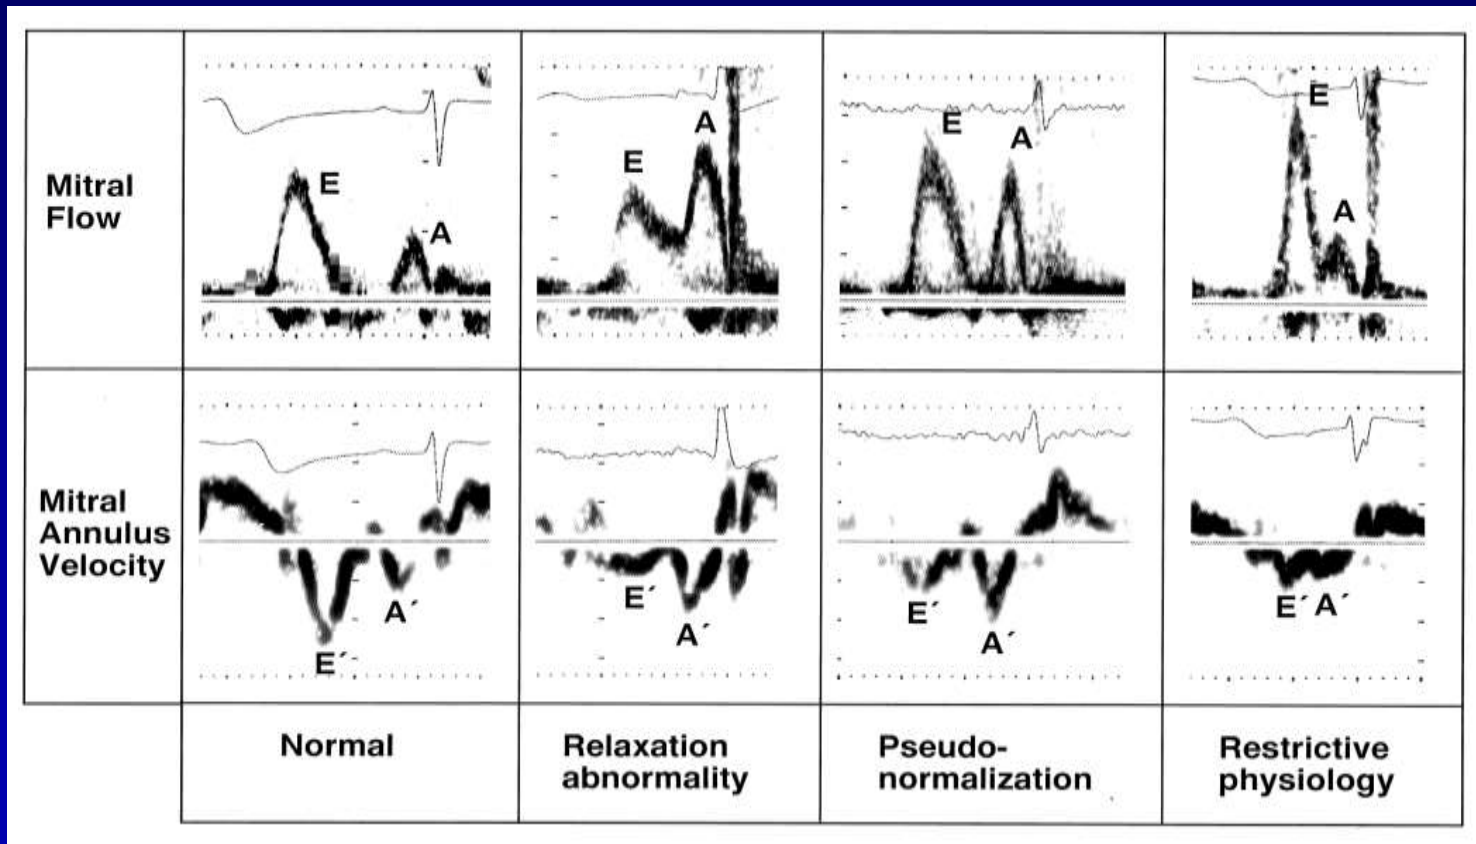 Mitral
Flow
E
A
E
A
E
A
E
A
Mitral
Annulus
Velocity
E´
A´
E´
A´
E´
A´
E´ A´
Normal
Relaxation
abnormality
Pseudo-
normalization
Restrictive
physiology